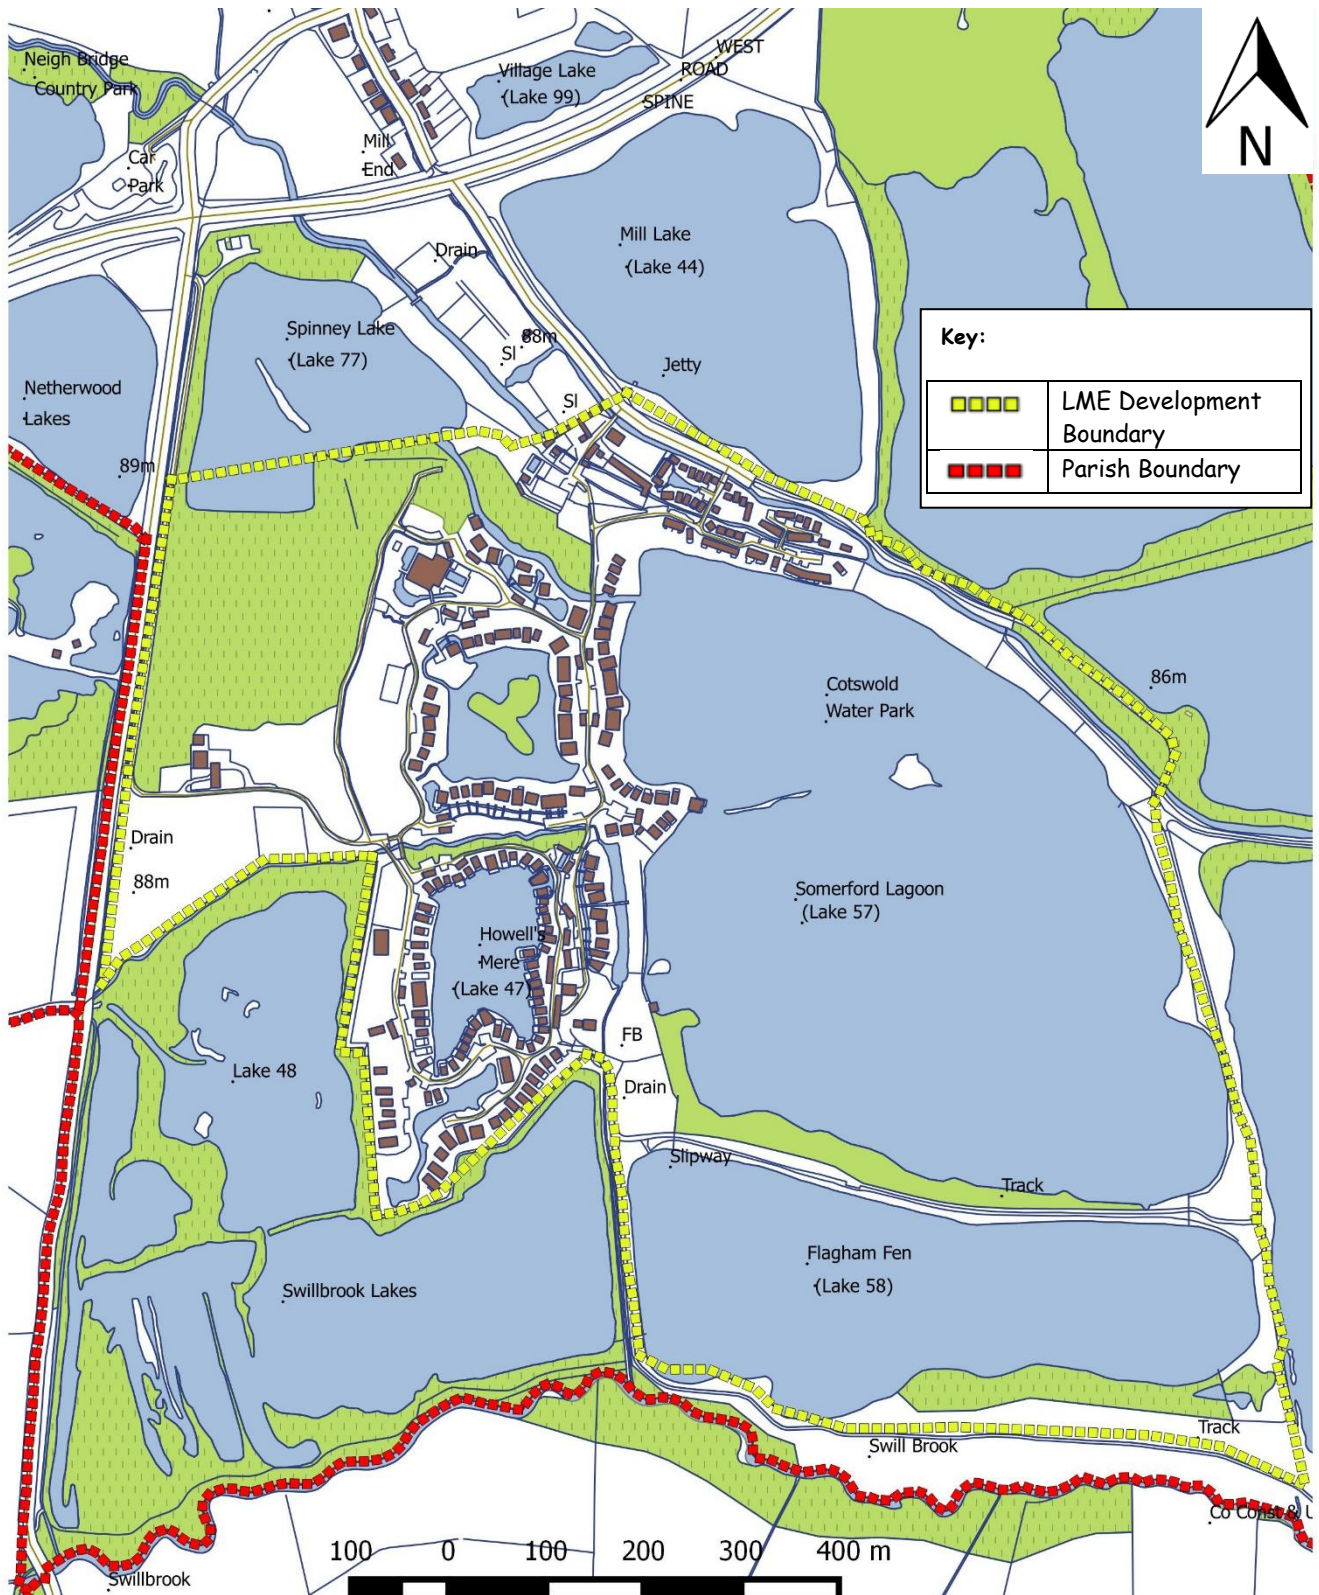 WEST
ROAD
SPINE
Neigh Bridge
Country Park
Village Lake
(Lake 99)
N
Mill
End
Car
Park
Mill Lake
(Lake 44)
Drain
Spinney Lake
(Lake 77)
88m
Sl
Jetty
Key:
LME Development
Boundary
Parish Boundary
Netherwood
Lakes
Sl
89m
86m
Cotswold
Water Park
Drain
88m
Somerford Lagoon
(Lake 57)
Howell's
Mere
(Lake 47)
FB
Lake 48
Drain
Slipway
Track
Flagham Fen
(Lake 58)
Swillbrook Lakes
Track
Swill Brook
Co Const & U
100 0 100 200 300 400 m
Swillbrook